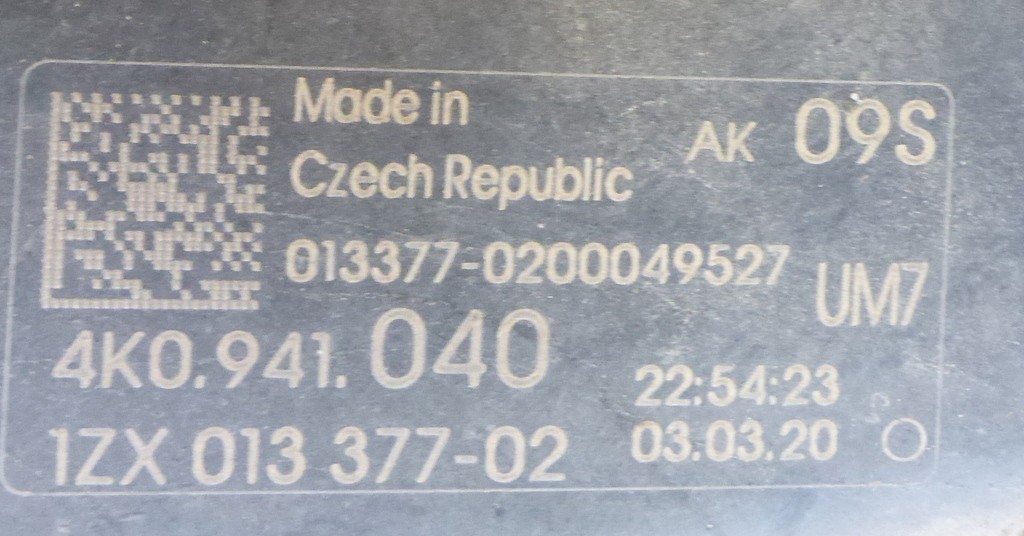 Made in
Czech Republic
AK 09S
013377-0200049527
UM7
4K0.941.040
22:54:23
1ZX 013 377-02
03.03.20